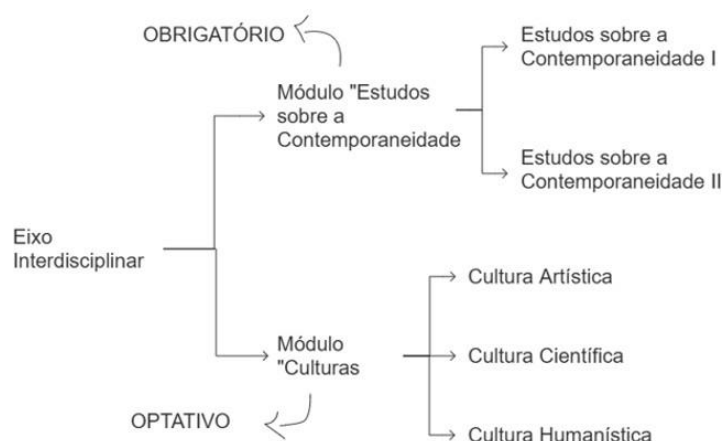 OBRIGATÓRIO
Estudos sobre a
Contemporaneidade I
Módulo "Estudos
sobre a
Contemporaneidade
Estudos sobre a
Contemporaneidade II
Eixo
Interdisciplinar
Cultura Artística
Módulo
"Culturas
Cultura Científica
OPTATIVO
Cultura Humanística